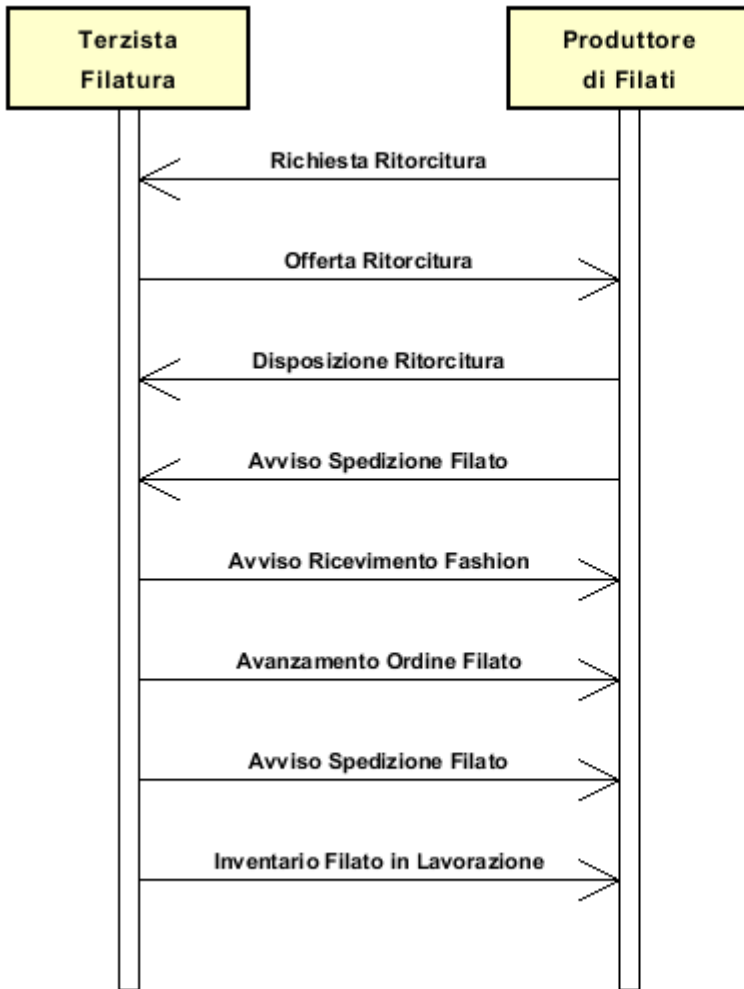 Terzista
Filatura
Produttore
di Filati
Richiesta Ritorcitura
Offerta Ritorcitura
Disposizione Ritorcitura
Avviso Spedizione Filato
Avviso Ricevimento Fashion
Avanzamento Ordine Filato
Avviso Spedizione Filato
Inventario Filato in Lavorazione